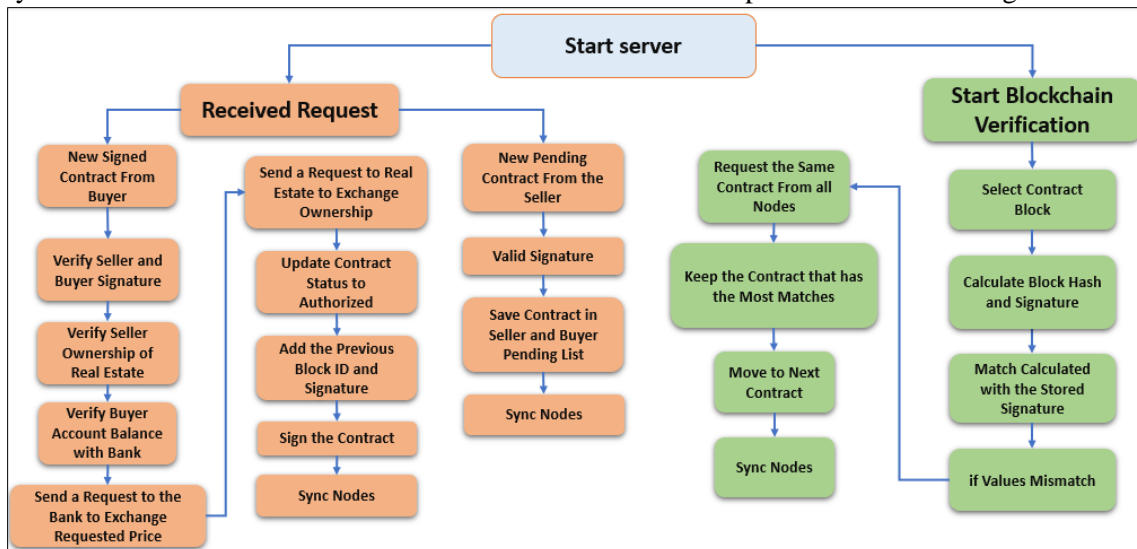 Start server
Received Request
New Signed
Contract From
Buyer
Verify Seller and
Buyer Signature
Verify Seller
Ownership of
Real Estate
Verify Buyer
Account Balance
with Bank
Send a Request to the
Bank to Exchange
Requested Price
Send a Request to Real
Estate to Exchange
Ownership
Update Contract
Status to
Authorized
Add the Previous
Block ID and
Signature
Sign the Contract
Sync Nodes
New Pending
Contract From the
Seller
Valid Signature
Save Contract in
Seller and Buyer
Pending List
Sync Nodes
Start Blockchain
Verification
Select Contract
Block
Calculate Block Hash
and Signature
Match Calculated
with the Stored
Signature
if Values Mismatch
Request the Same
Contract From all
Nodes
Keep the Contract that has
the Most Matches
Move to Next
Contract
Sync Nodes